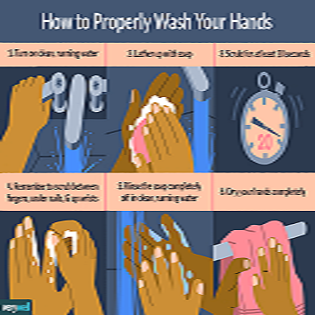 How to Properly Wash Your Hands
1. Turn on clean, running water
2. Lather up with soap
3. Scrub for at least 20 seconds
20
4. Remember to scrub between
fingers, under nails, & up wrists
5. Rinse the soap completely
off in clean, running water
6. Dry your hands completely
verywell